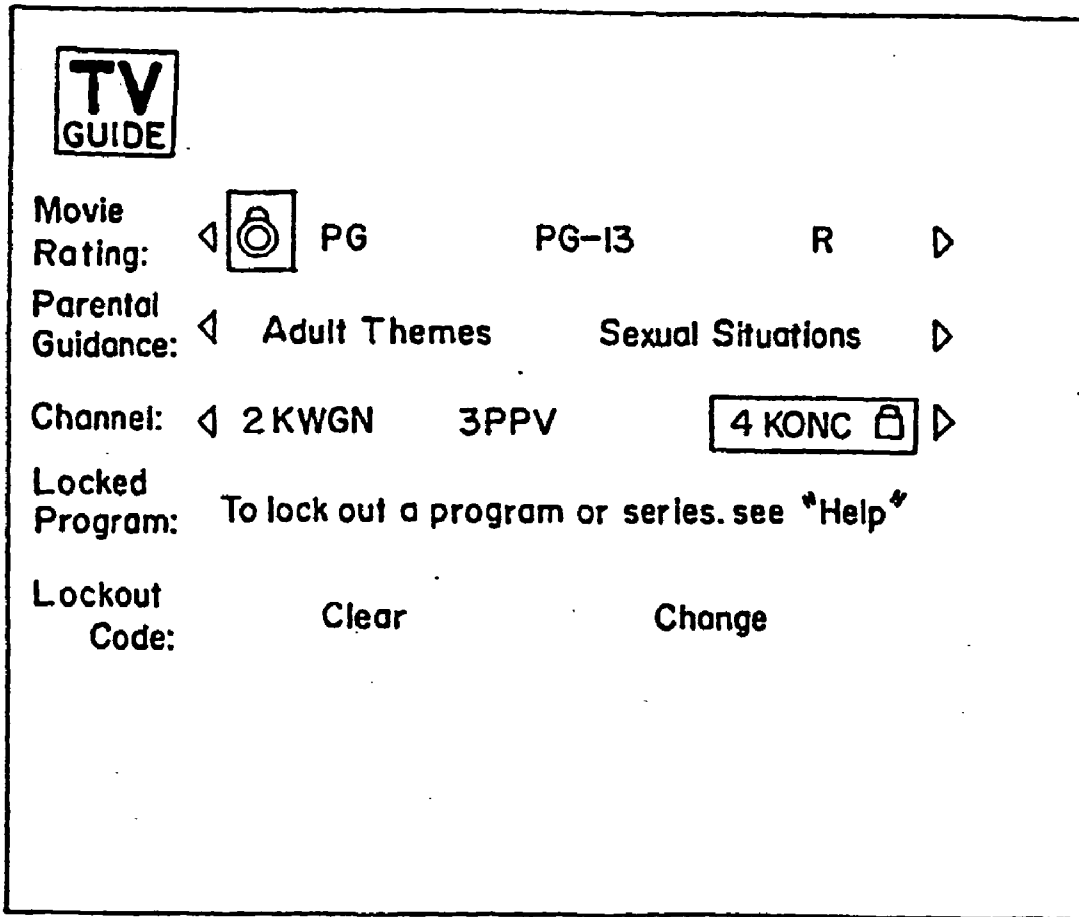 TV
GUIDE
Movie
Rating: PG PG-13 R
Parental
Guidance: Adult Themes Sexual Situations
Channel: 2 KWGN 3PPV 4 KONC
Locked
Program: To lock out a program or series. see "Help"
Lockout
Code: Clear Change